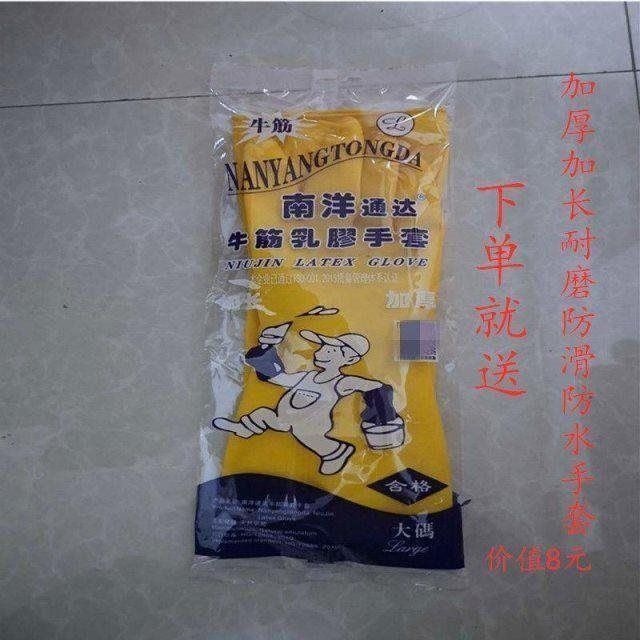 牛筋
L
NANYANGTONGDA
南洋通达®
牛筋乳膠手套
NIUJIN LATEX GLOVE
加厚
合格
大碼
Large
下单就送
加厚加长耐磨防滑防水手套
价值8元